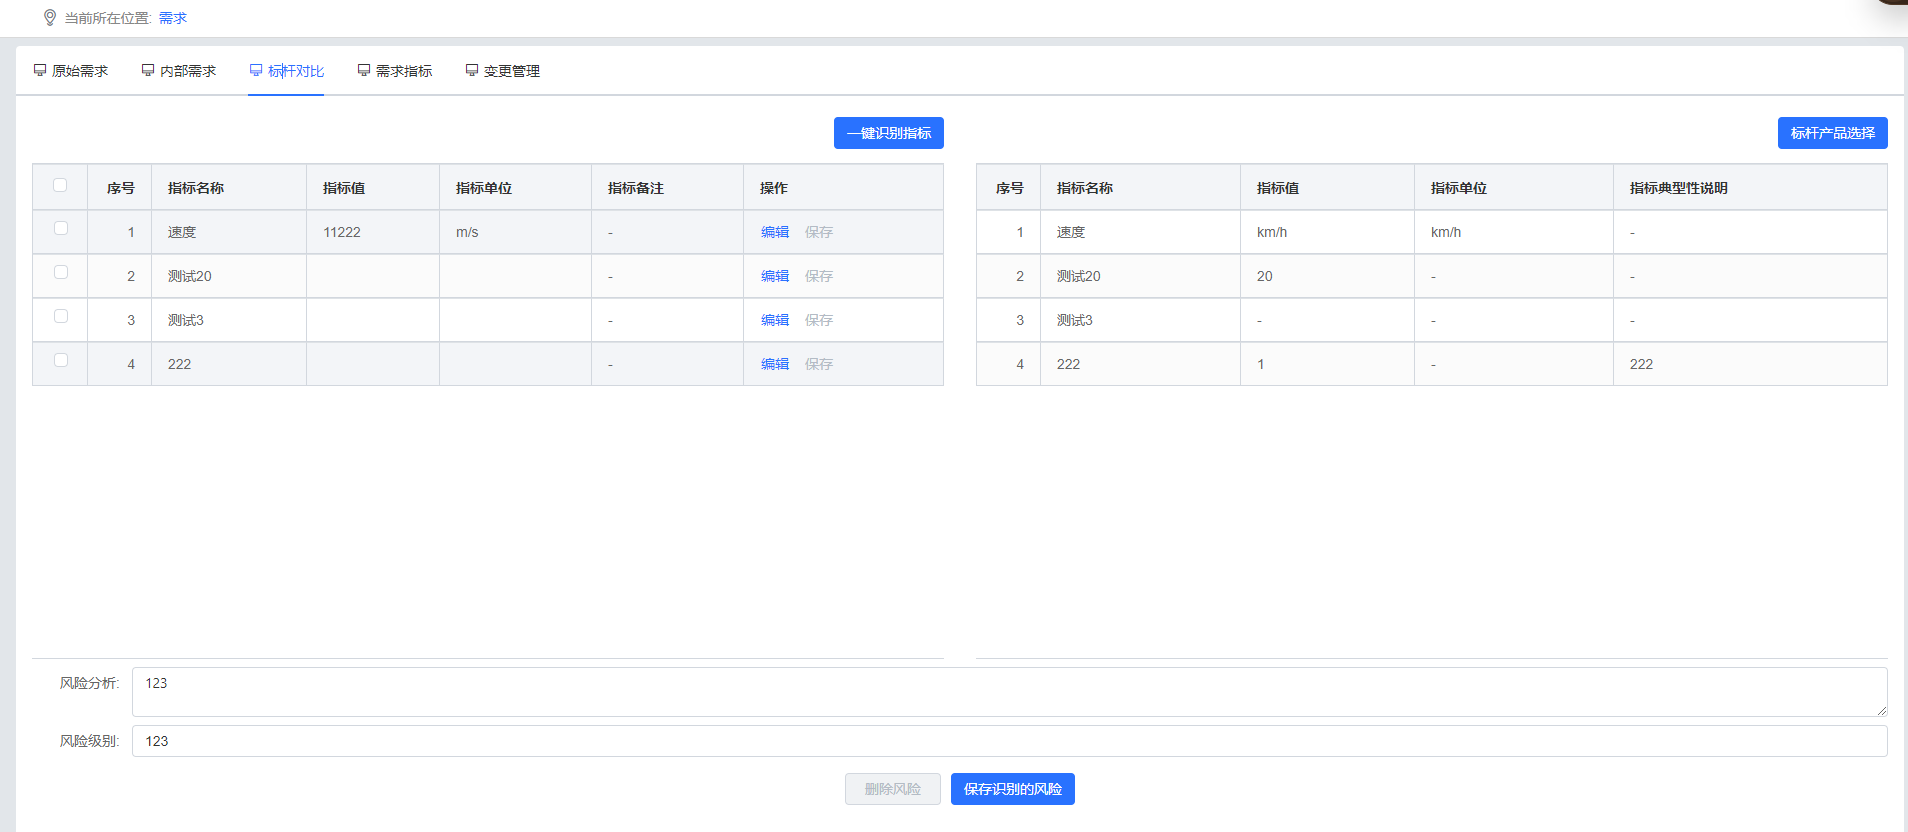 当前所在位置: 需求
原始需求 内部需求 标杆对比 需求指标 变更管理
一键识别指标 标杆产品选择
序号 指标名称 指标值 指标单位 指标备注 操作
1 速度 11222 m/s - 编辑 保存
2 测试20 - 编辑 保存
3 测试3 - 编辑 保存
4 222 - 编辑 保存
序号 指标名称 指标值 指标单位 指标典型性说明
1 速度 km/h km/h -
2 测试20 20 - -
3 测试3 - - -
4 222 1 - 222
风险分析: 123
风险级别: 123
删除风险 保存识别的风险